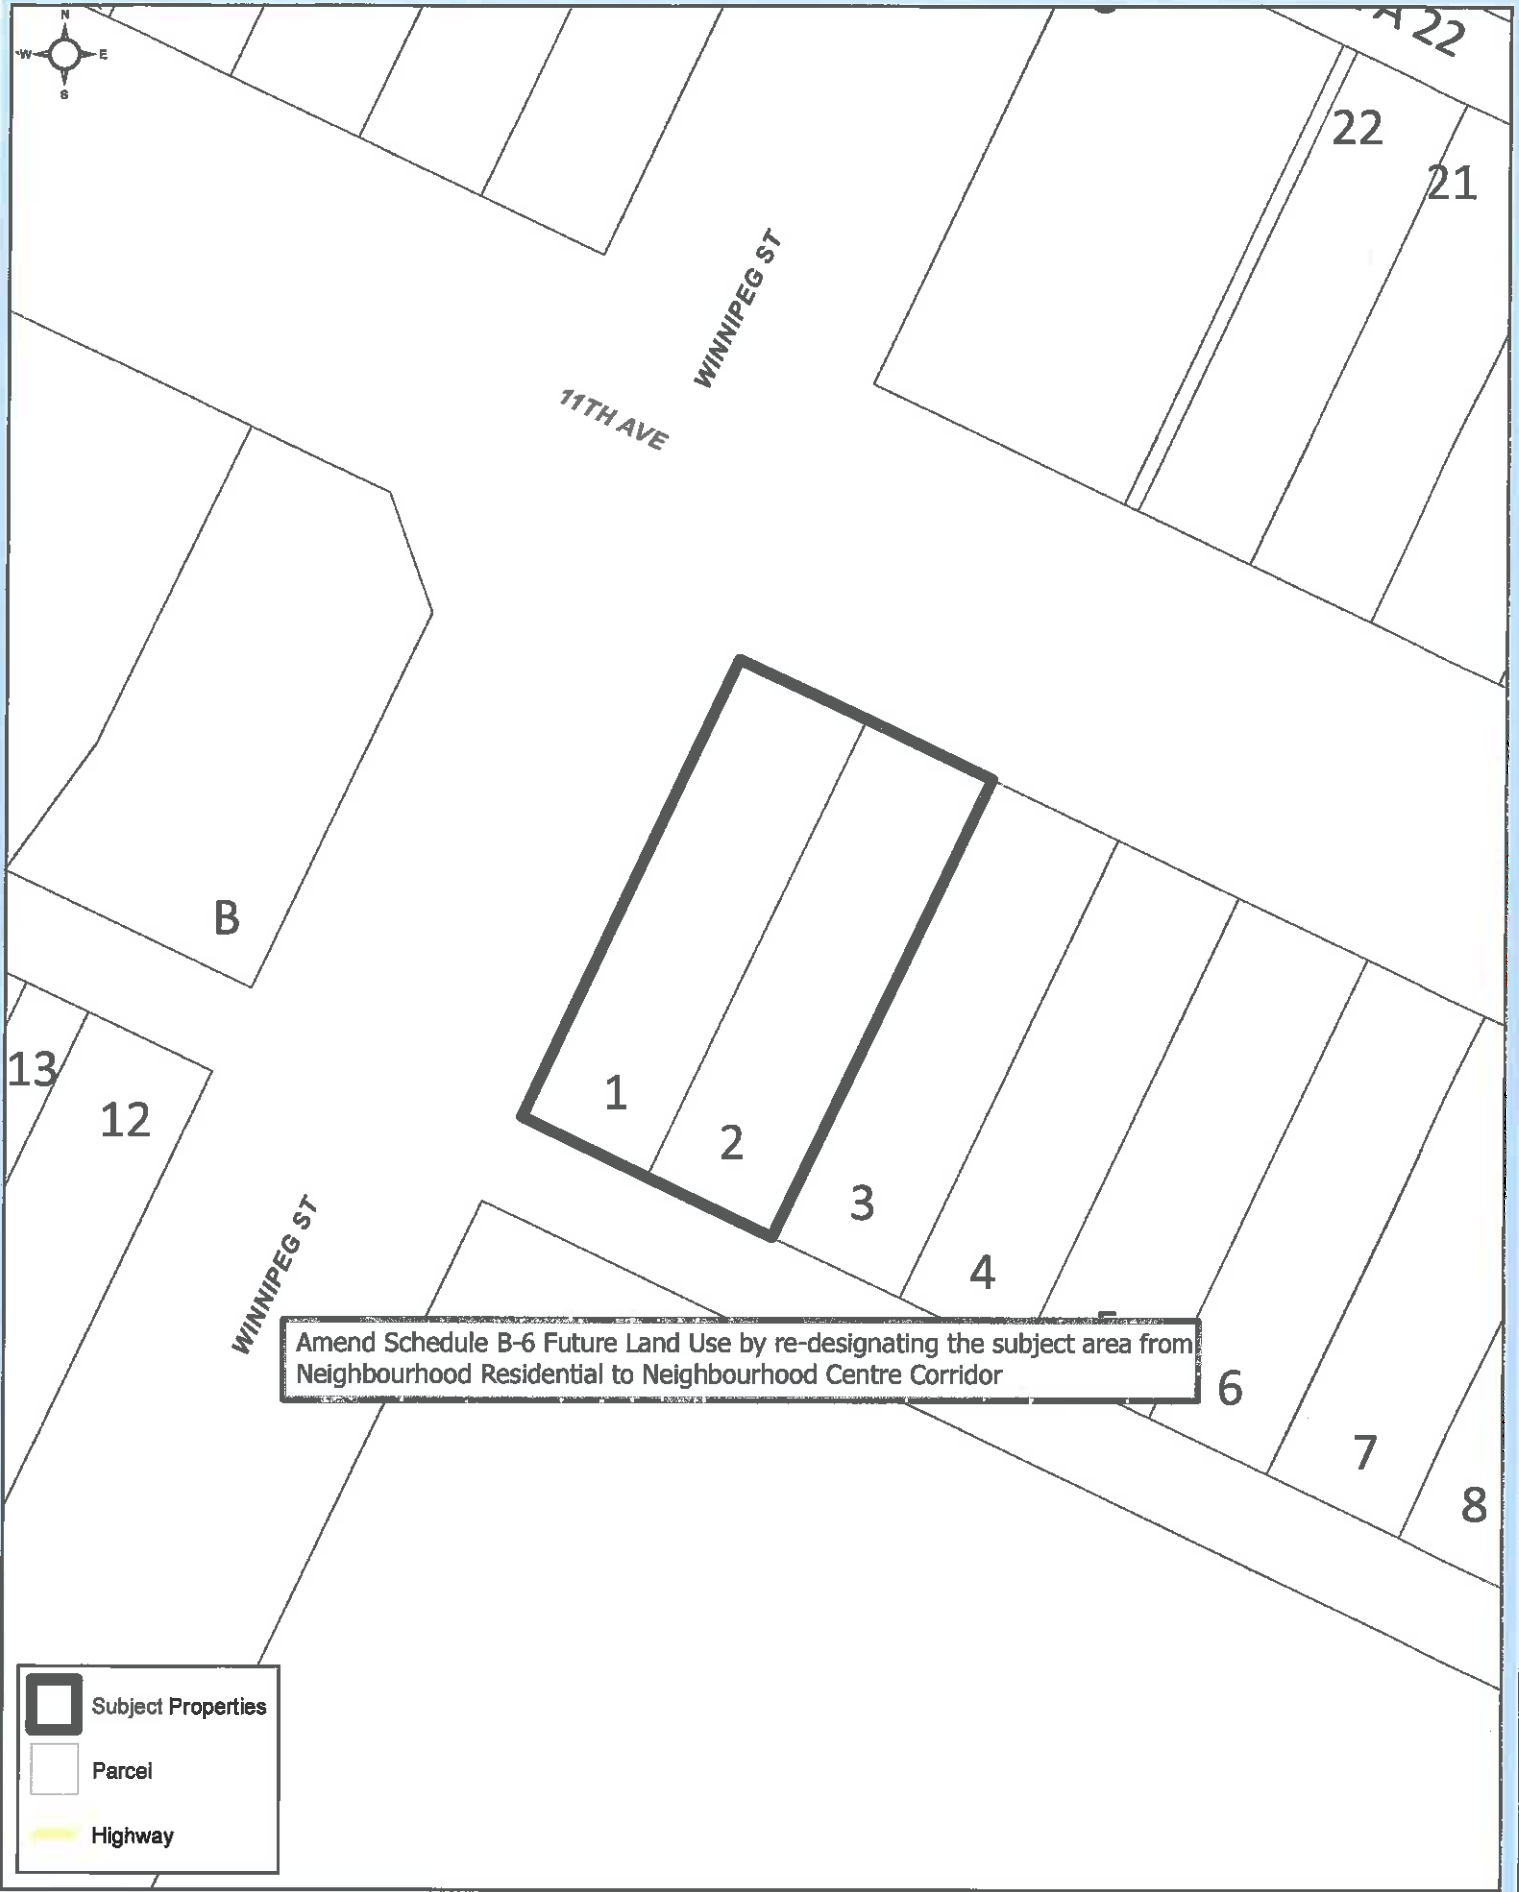 N
W E
S
A 22
22
21
WINNIPEG ST
11TH AVE
B
13
12
1
2
3
4
WINNIPEG ST
Amend Schedule B-6 Future Land Use by re-designating the subject area from
Neighbourhood Residential to Neighbourhood Centre Corridor
6
7
8
Subject Properties
Parcel
Highway